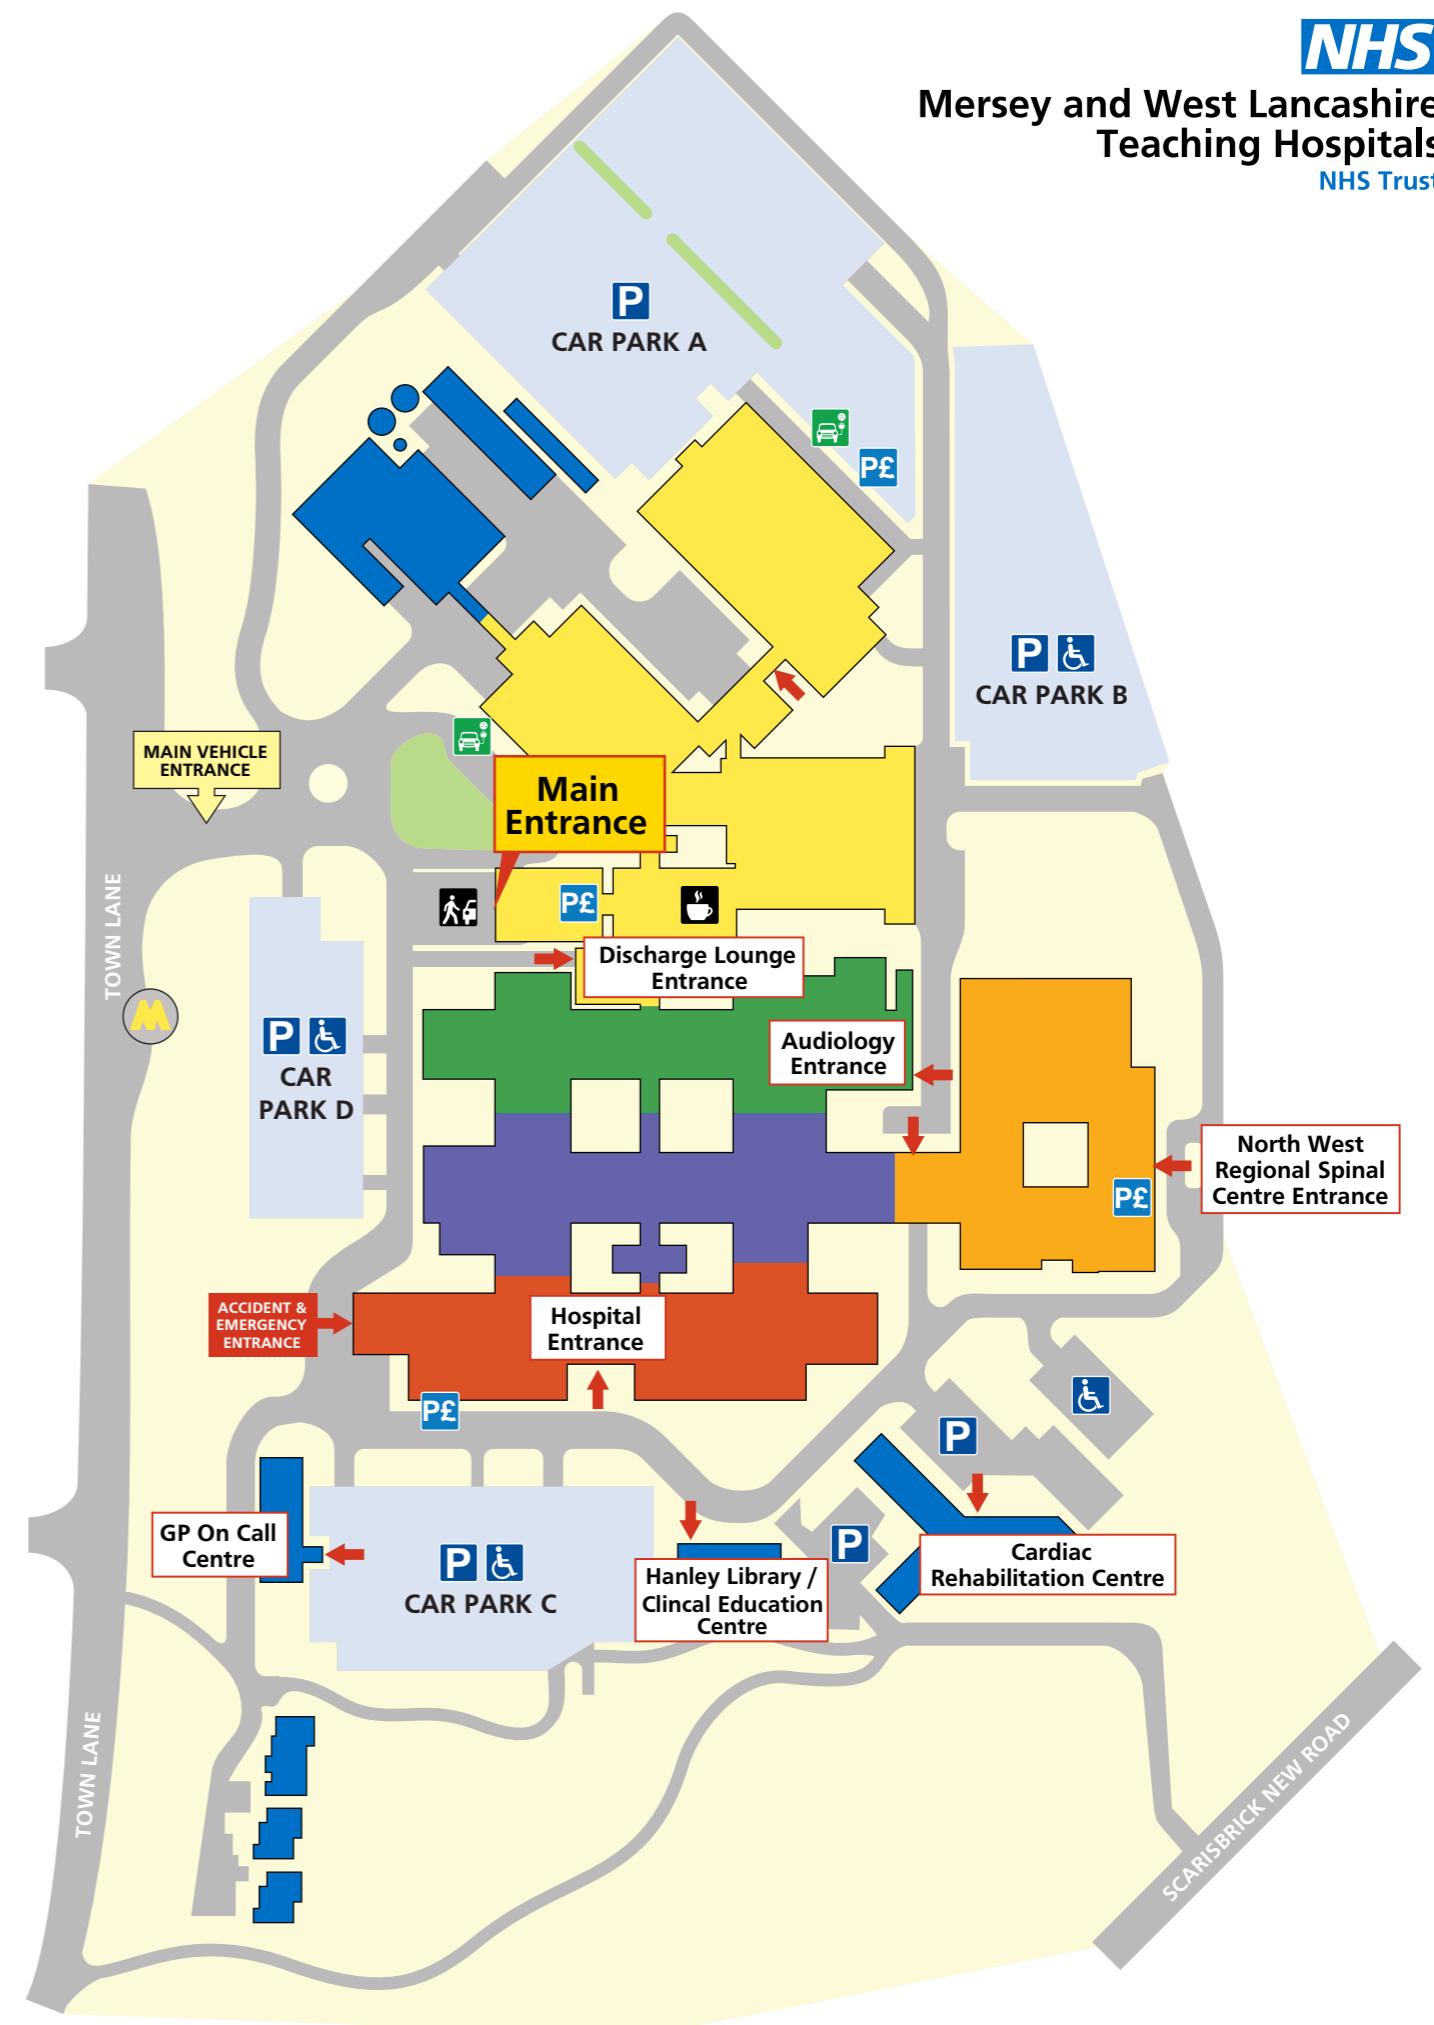 NHS
Mersey and West Lancashire
Teaching Hospitals
NHS Trust
P
CAR PARK A
P£
P
CAR PARK B
MAIN VEHICLE
ENTRANCE
Main
Entrance
TOWN LANE
P£
Discharge Lounge
Entrance
M
P
CAR
PARK D
Audiology
Entrance
North West
Regional Spinal
Centre Entrance
P£
ACCIDENT &
EMERGENCY
ENTRANCE
Hospital
Entrance
P£
P
GP On Call
Centre
P
CAR PARK C
P
Hanley Library /
Clincal Education
Centre
Cardiac
Rehabilitation Centre
TOWN LANE
SCARISBRICK NEW ROAD